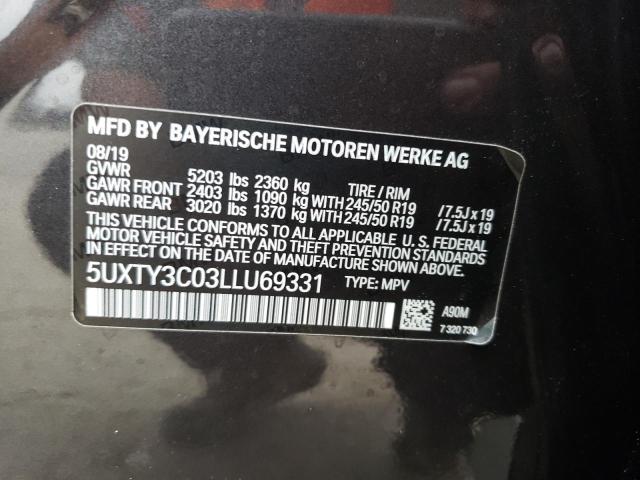 MFD BY BAYERISCHE MOTOREN WERKE AG
08/19
GVWR 5203 lbs 2360 kg TIRE / RIM
GAWR FRONT 2403 lbs 1090 kg WITH 245/50 R19 /7.5J x 19
GAWR REAR 3020 lbs 1370 kg WITH 245/50 R19 /7.5J x 19
THIS VEHICLE CONFORMS TO ALL APPLICABLE U. S. FEDERAL
MOTOR VEHICLE SAFETY AND THEFT PREVENTION STANDARDS
IN EFFECT ON THE DATE OF MANUFACTURE SHOWN ABOVE.
5UXTY3C03LLU69331 TYPE: MPV
A90M
7 320 730